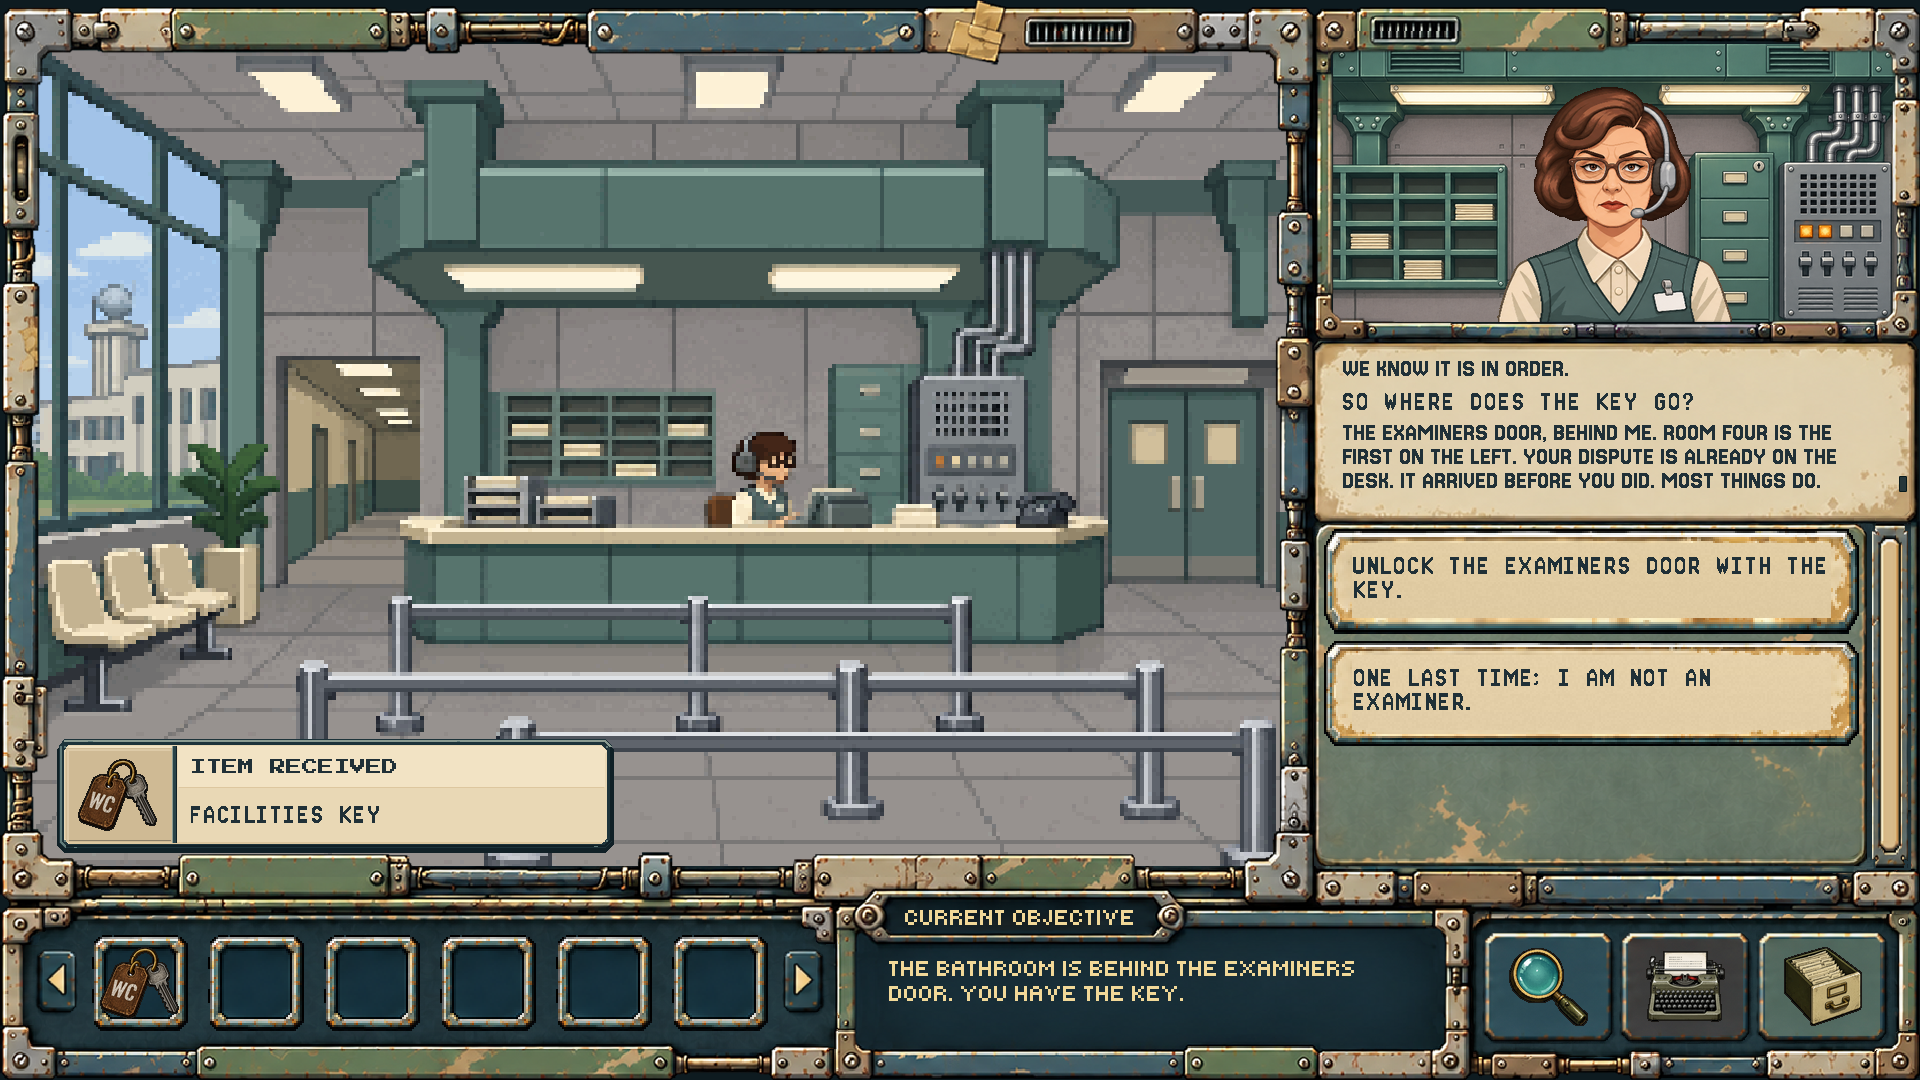 WE KNOW IT IS IN ORDER.
SO WHERE DOES THE KEY GO?
THE EXAMINERS DOOR, BEHIND ME. ROOM FOUR IS THE
FIRST ON THE LEFT. YOUR DISPUTE IS ALREADY ON THE
DESK. IT ARRIVED BEFORE YOU DID. MOST THINGS DO.
UNLOCK THE EXAMINERS DOOR WITH THE
KEY.
ONE LAST TIME: I AM NOT AN
EXAMINER.
WC
ITEM RECEIVED
FACILITIES KEY
WC
CURRENT OBJECTIVE
THE BATHROOM IS BEHIND THE EXAMINERS
DOOR. YOU HAVE THE KEY.